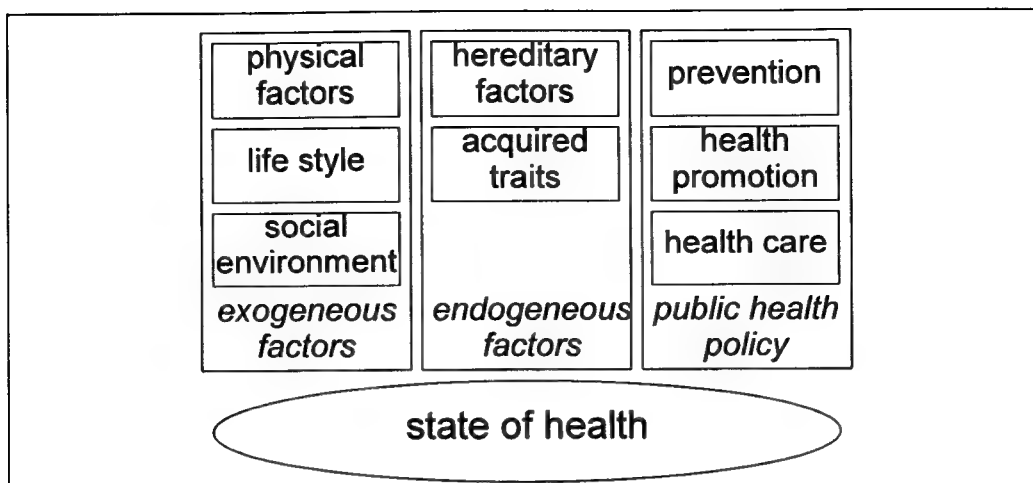 physical
factors
life style
social
environment
exogeneous
factors
hereditary
factors
acquired
traits
endogeneous
factors
prevention
health
promotion
health care
public health
policy
state of health